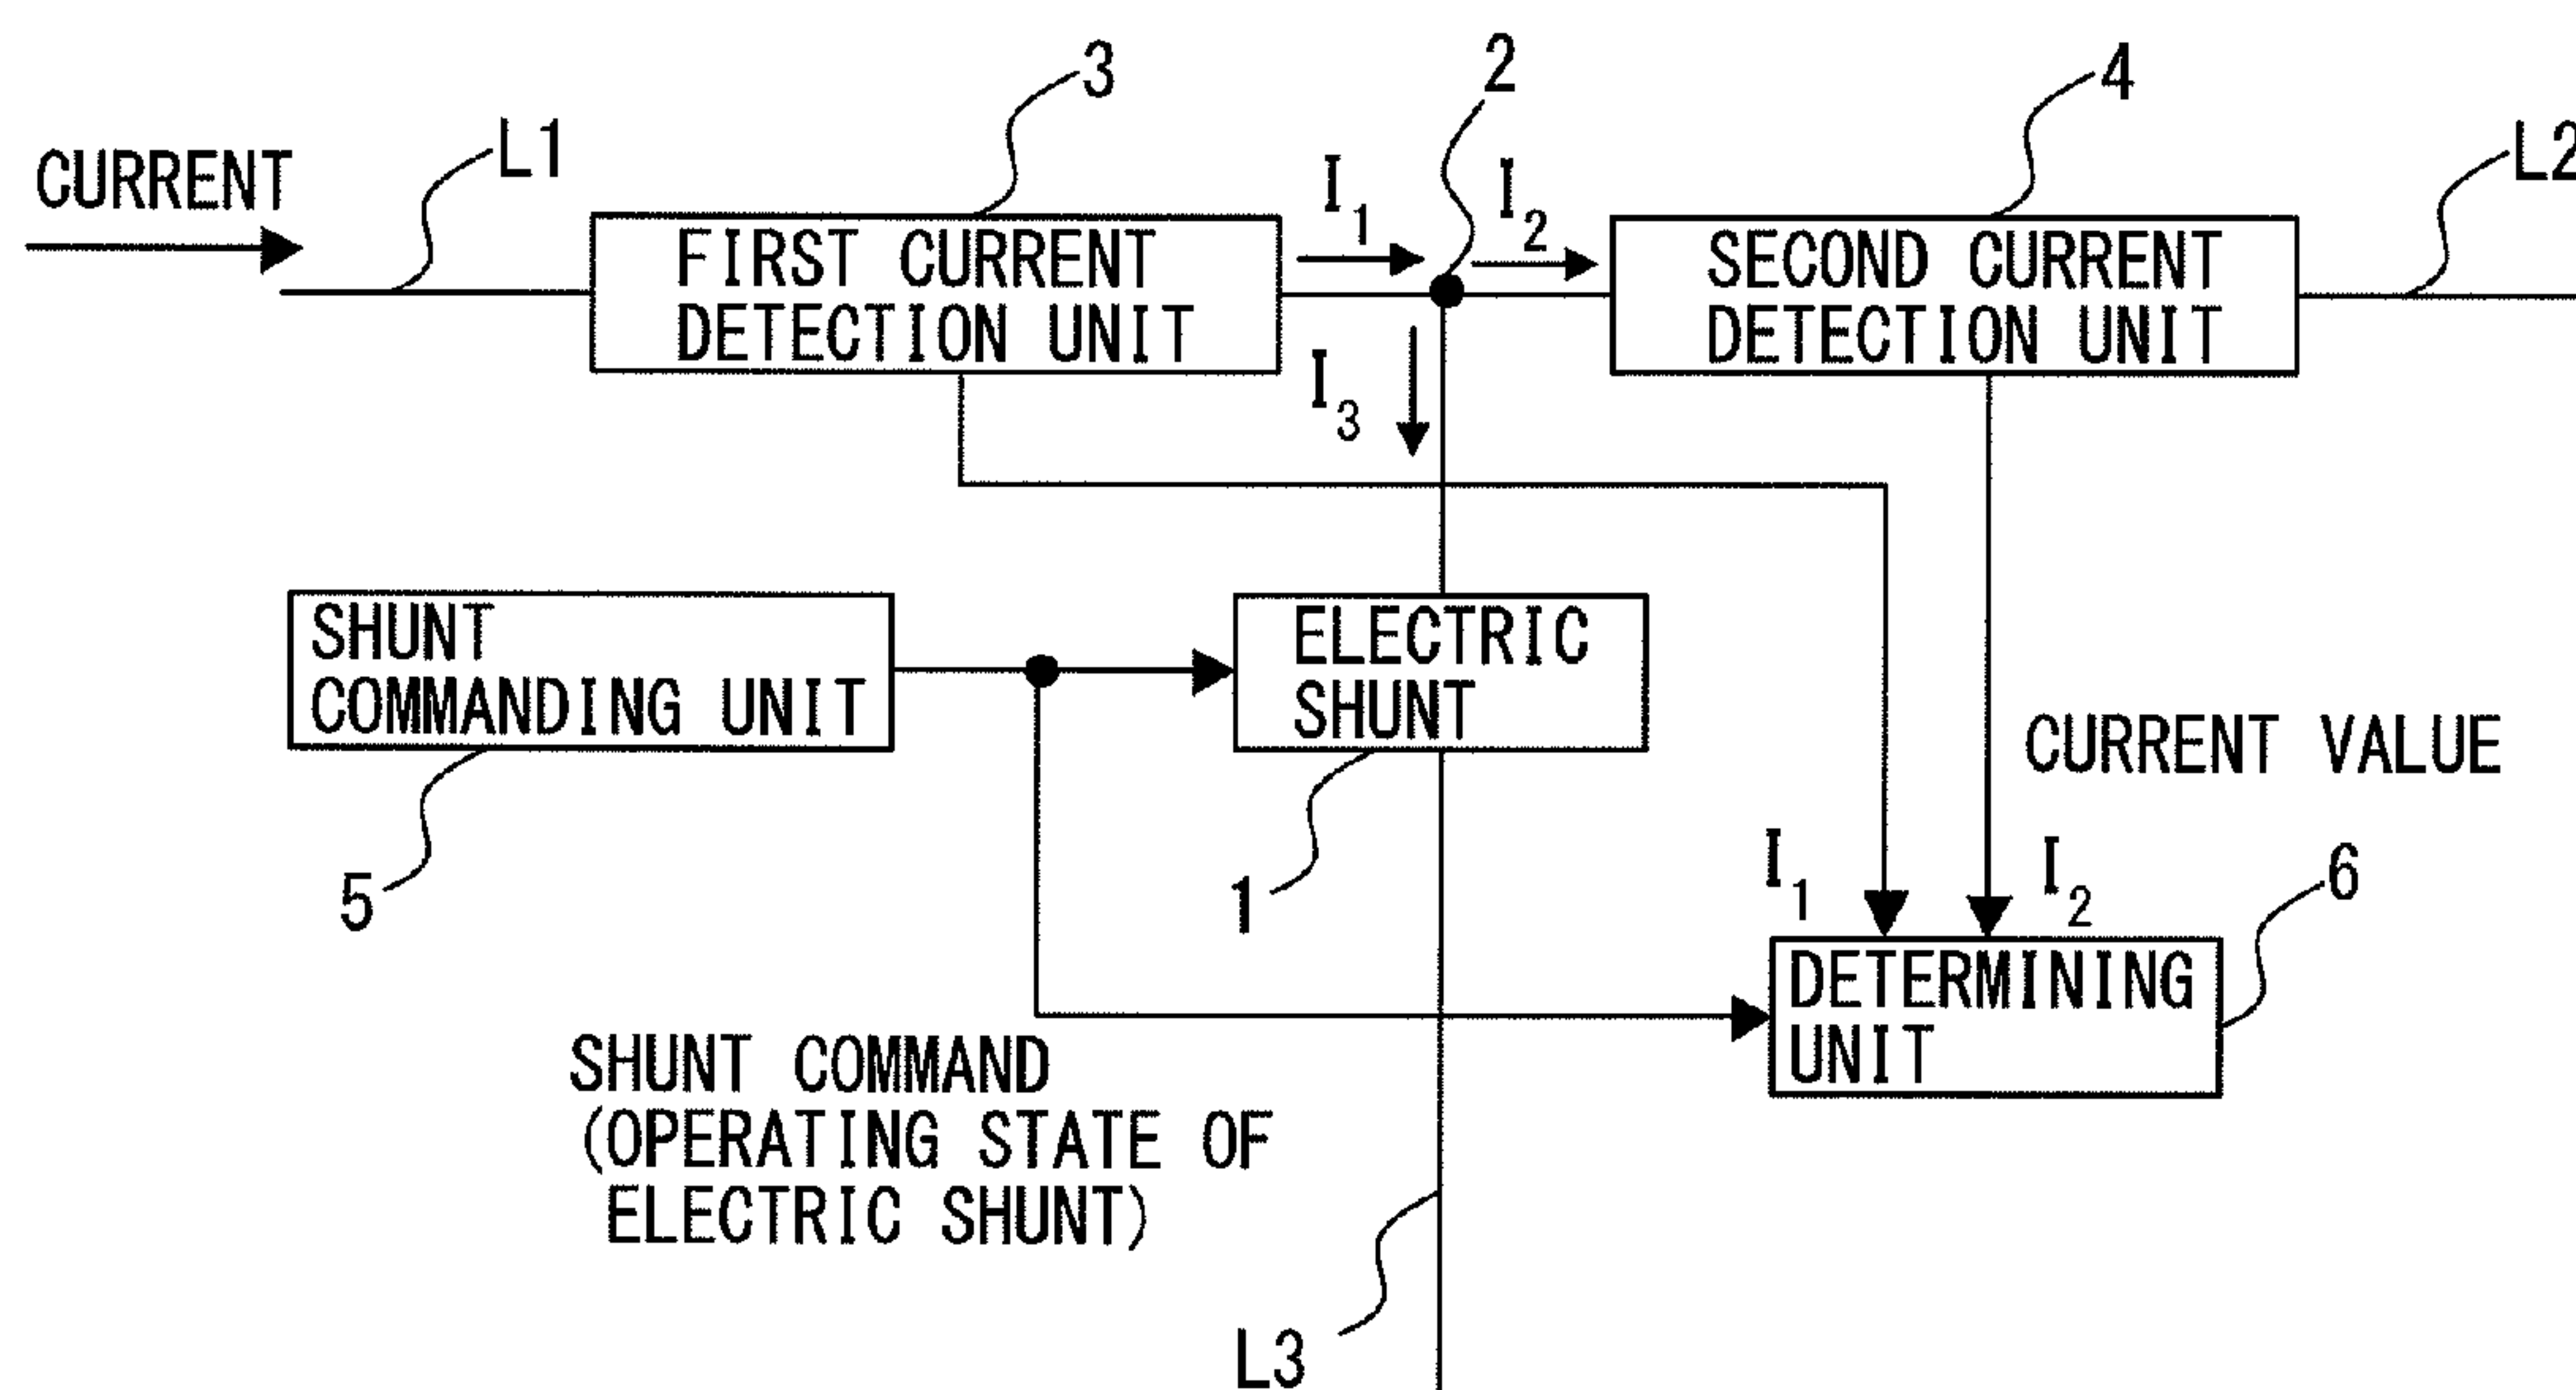 3
2
4
CURRENT
L1
I1
I2
L2
FIRST CURRENT
DETECTION UNIT
SECOND CURRENT
DETECTION UNIT
I3
SHUNT
COMMANDING UNIT
ELECTRIC
SHUNT
CURRENT VALUE
5
1
I1
I2
6
DETERMINING
UNIT
SHUNT COMMAND
(OPERATING STATE OF
ELECTRIC SHUNT)
L3